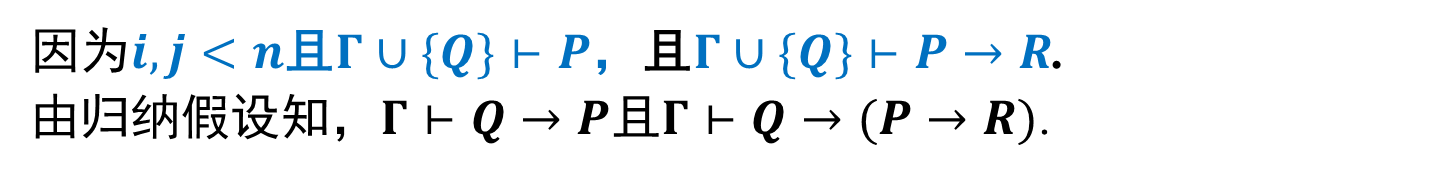 因为i, j < n且Γ ∪ {Q} ⊢ P，且Γ ∪ {Q} ⊢ P → R.
由归纳假设知，Γ ⊢ Q → P且Γ ⊢ Q → (P → R).